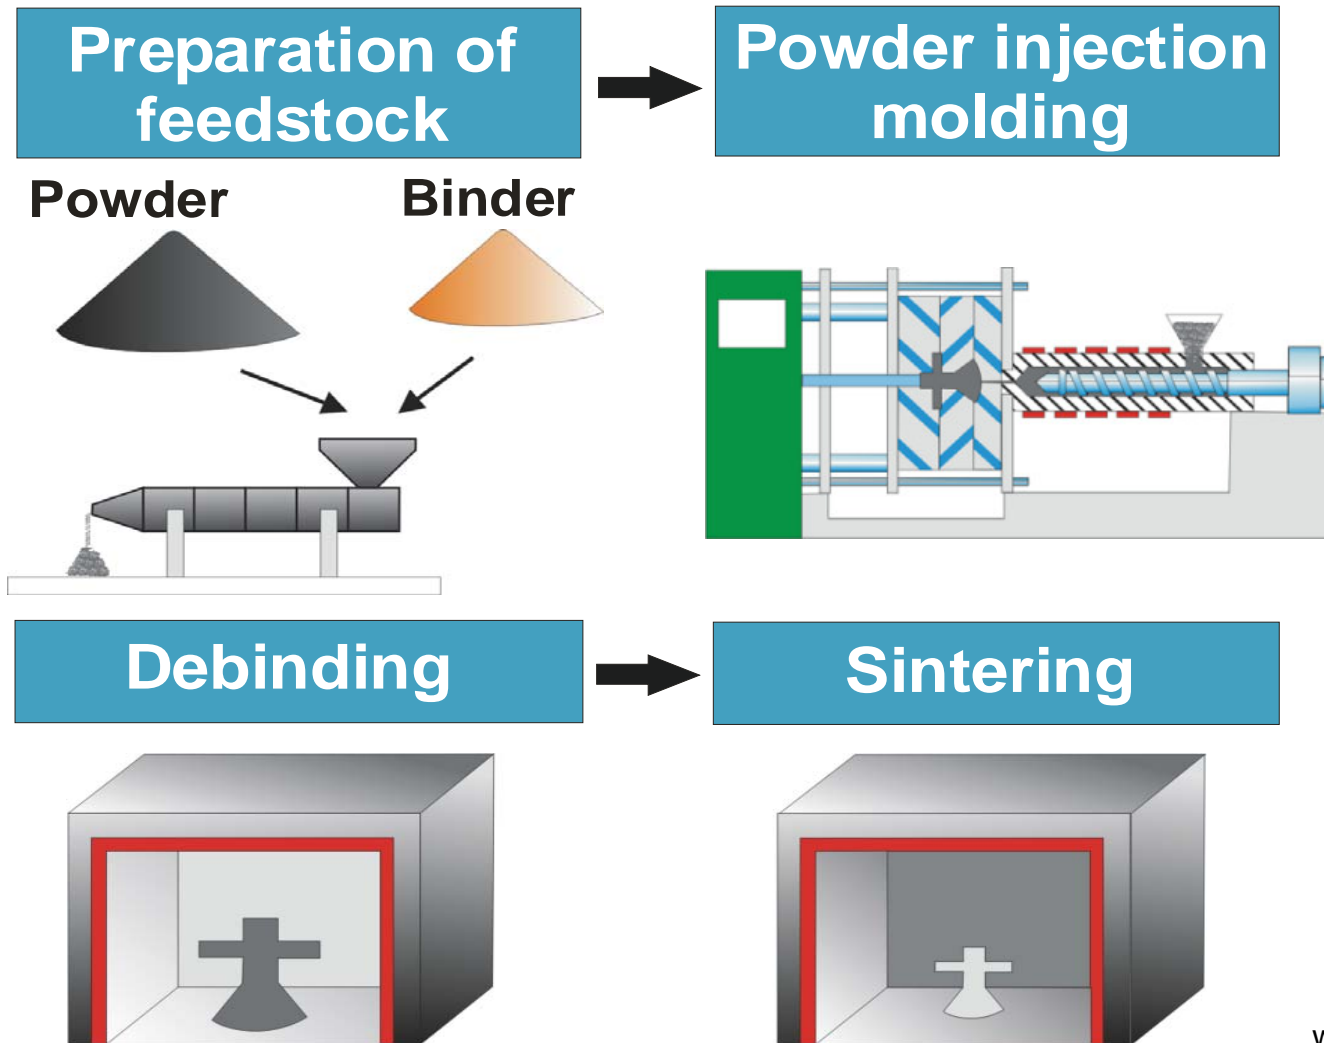 Preparation of
feedstock
Powder injection
molding
Powder
Binder
Debinding
Sintering